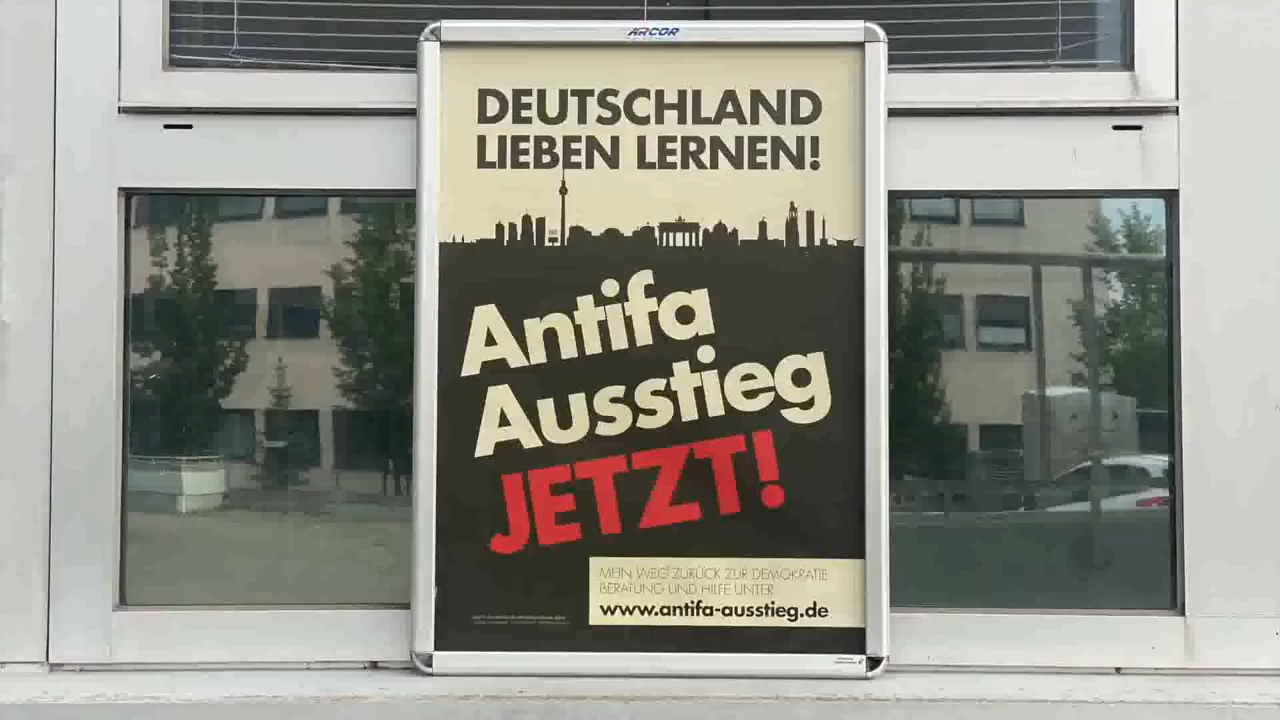 ARCOR
DEUTSCHLAND
LIEBEN LERNEN!
Antifa
Ausstieg
JETZT!
MEIN WEG ZURÜCK ZUR DEMOKRATIE
BERATUNG UND HILFE UNTER
www.antifa-ausstieg.de